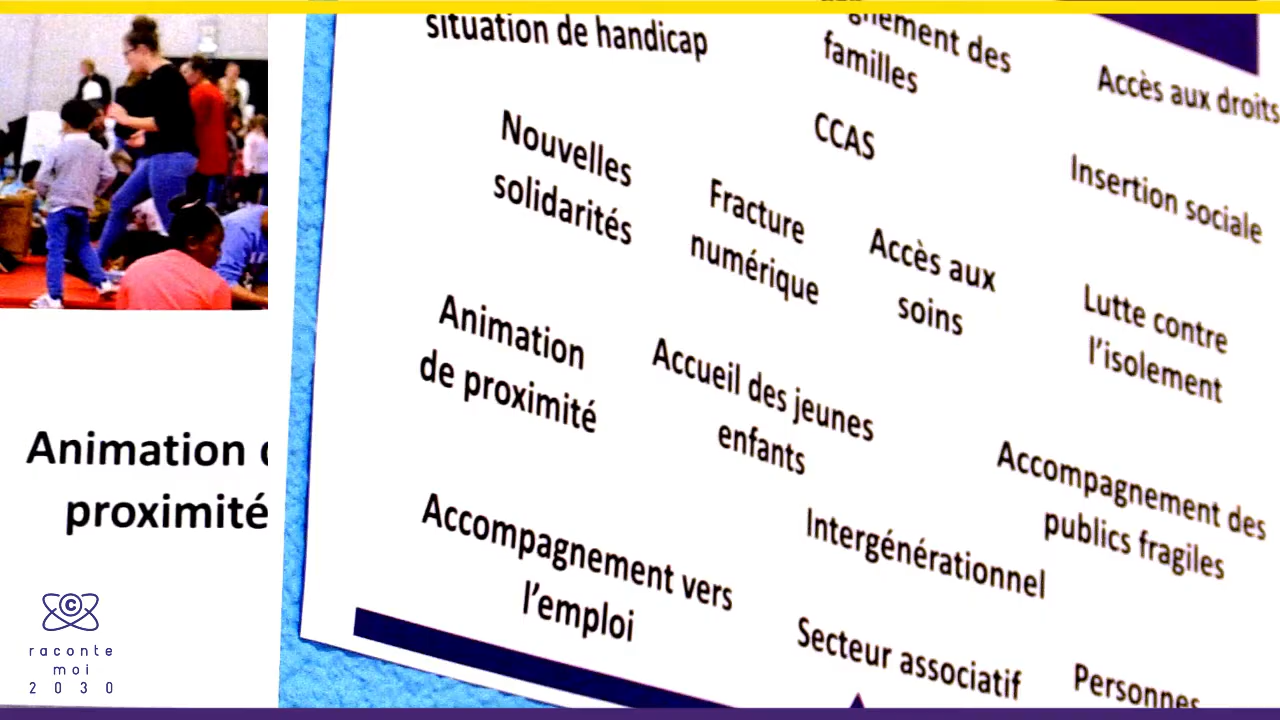 situation de handicap
des
familles
Accès aux droits
CCAS
Nouvelles
solidarités
Fracture
numérique
Accès aux
soins
Insertion sociale
Lutte contre
l'isolement
Animation
de proximité
Accueil des jeunes
enfants
Accompagnement des
publics fragiles
Accompagnement vers
l'emploi
Intergénérationnel
Secteur associatif
Personnes
Animation
proximité
C
raconte
moi
2030